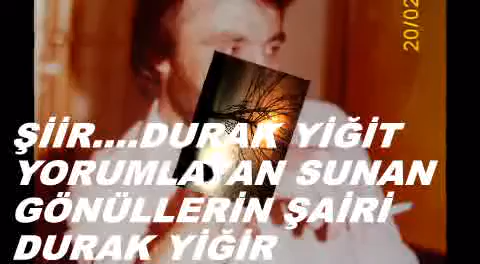 20/02
ŞİİR....DURAK YİĞİT
YORUMLAYAN SUNAN
GÖNÜLLERİN ŞAİRİ
DURAK YİĞİR